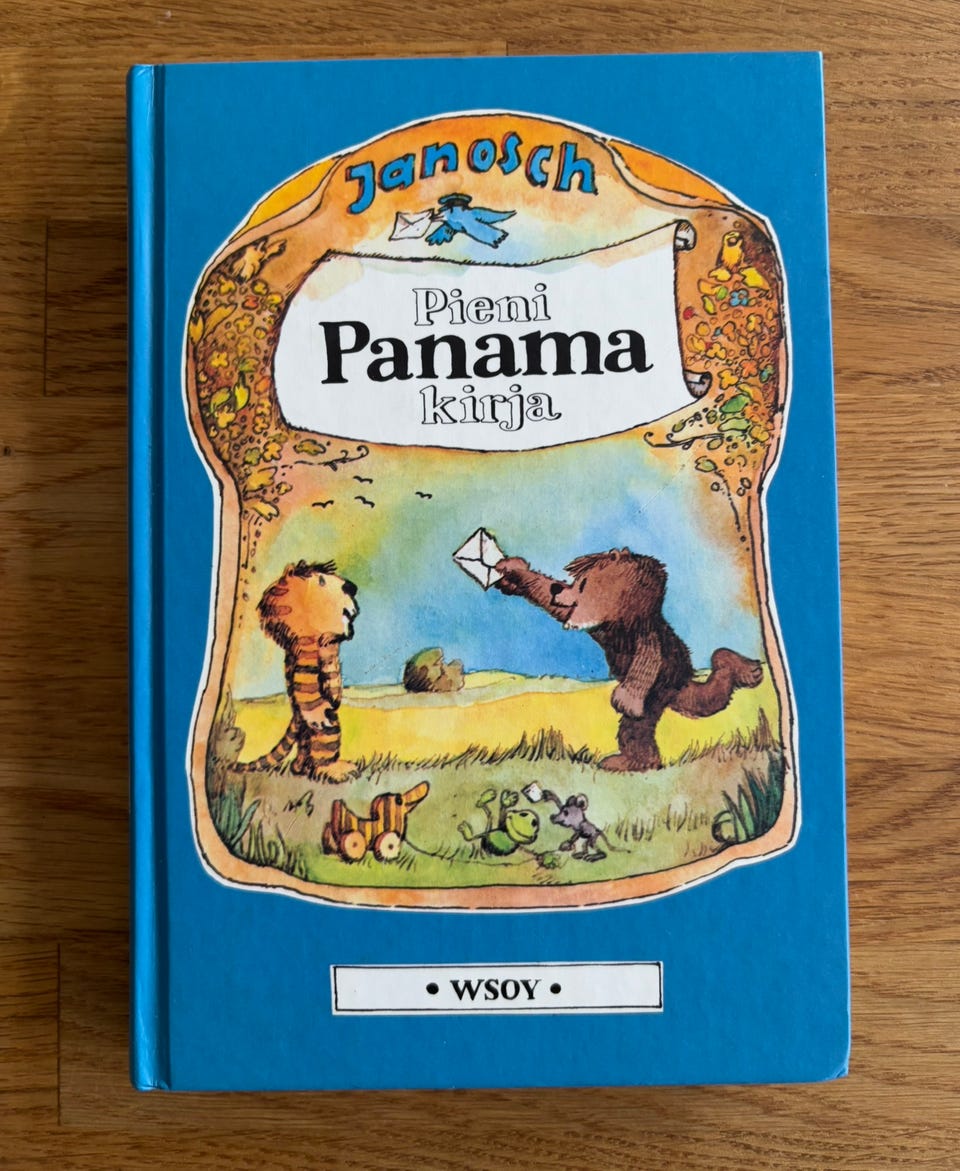 Janosch
Pieni
Panama
kirja
• WSOY •